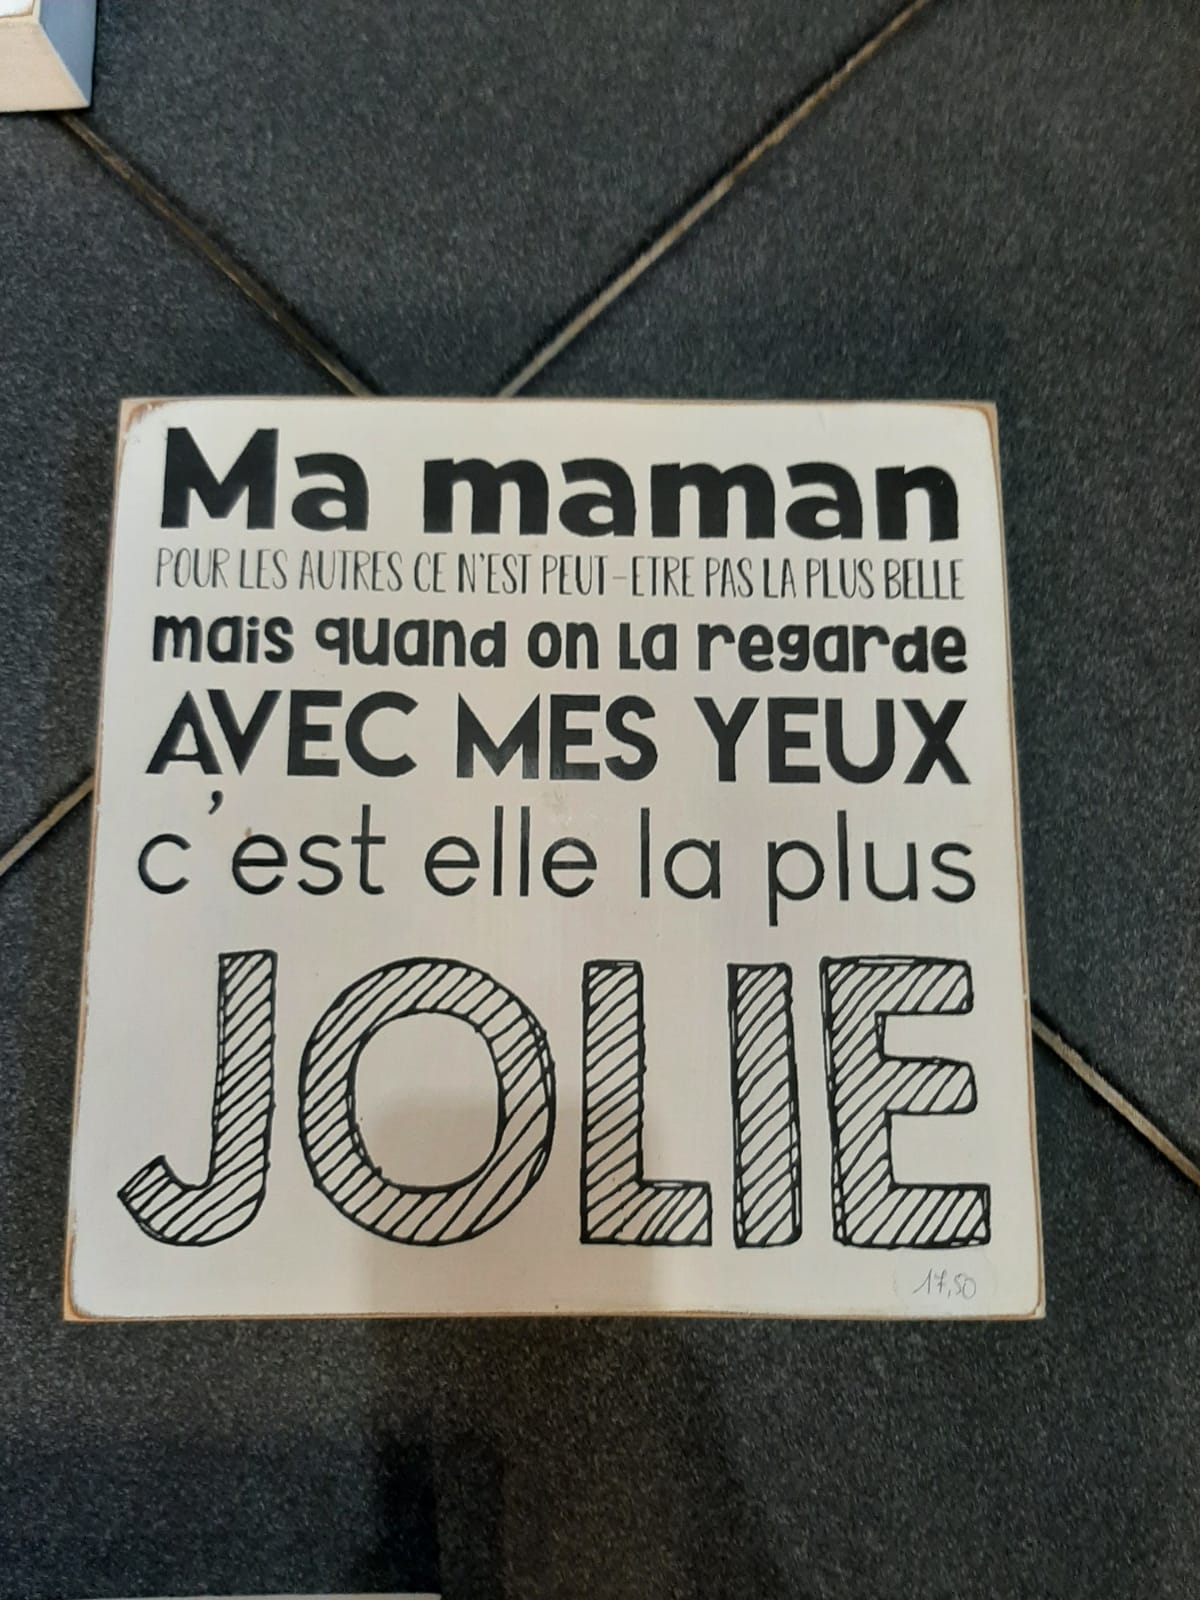 Ma maman
POUR LES AUTRES CE N'EST PEUT-ETRE PAS LA PLUS BELLE
mais quand on la regarde
AVEC MES YEUX
c'est elle la plus
JOLIE
17,50